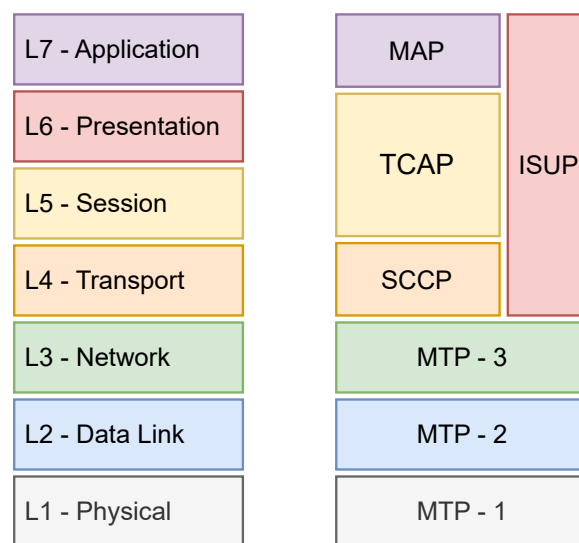 L7 - Application
L6 - Presentation
L5 - Session
L4 - Transport
L3 - Network
L2 - Data Link
L1 - Physical
MAP
TCAP
ISUP
SCCP
MTP - 3
MTP - 2
MTP - 1